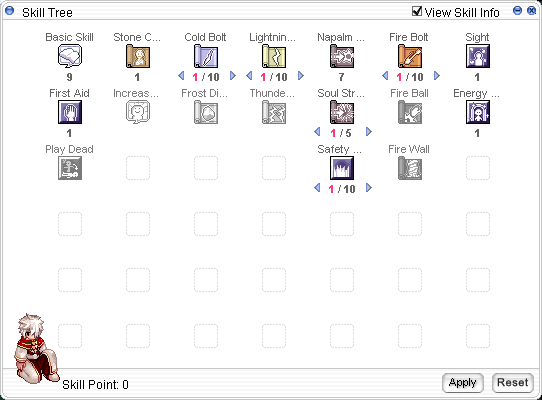 Skill Tree View Skill Info
Basic Skill Stone C... Cold Bolt Lightnin... Napalm ... Fire Bolt Sight
9 1 1 / 10 1 / 10 7 1 / 10 1
First Aid Increas... Frost Di... Thunde... Soul Str... Fire Ball Energy ...
1 1 / 5 1
Play Dead Safety ... Fire Wall
1 / 10
Skill Point: 0 Apply Reset